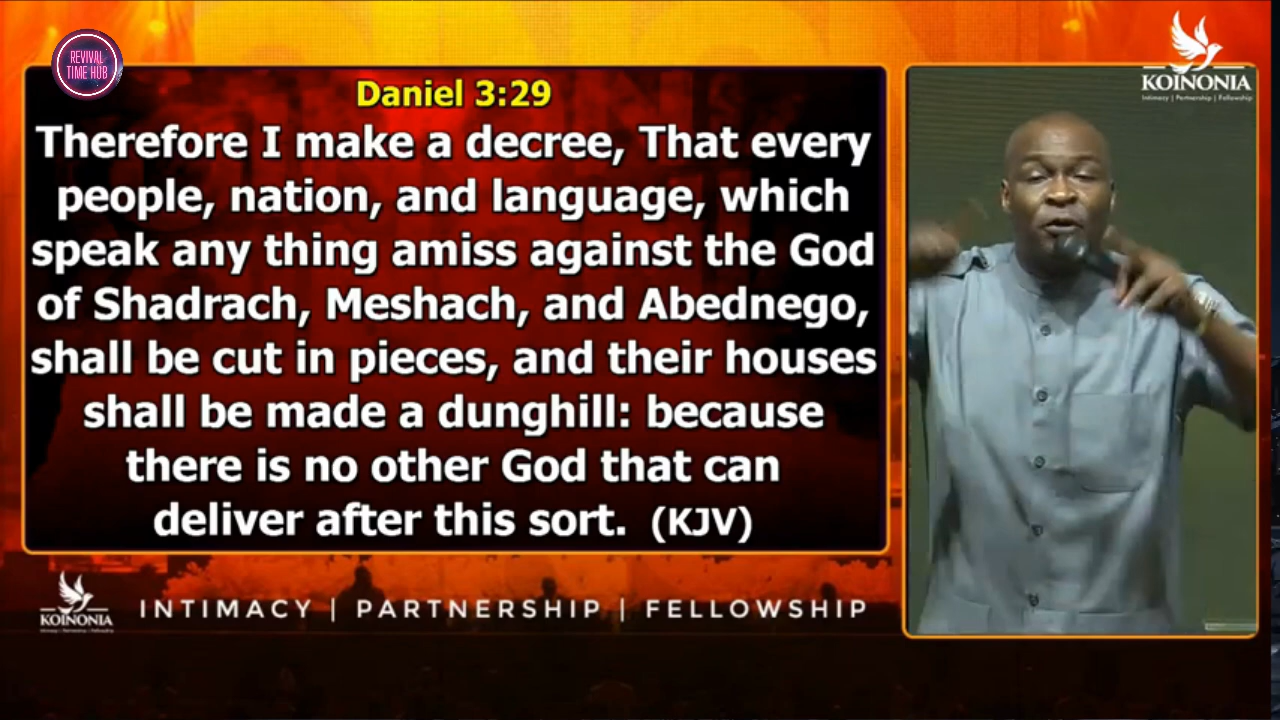 REVIVAL
TIME HUB
KOINONIA
Intimacy | Partnership | Fellowship
Daniel 3:29
Therefore I make a decree, That every
people, nation, and language, which
speak any thing amiss against the God
of Shadrach, Meshach, and Abednego,
shall be cut in pieces, and their houses
shall be made a dunghill: because
there is no other God that can
deliver after this sort. (KJV)
KOINONIA
Intimacy | Partnership | Fellowship
INTIMACY | PARTNERSHIP | FELLOWSHIP